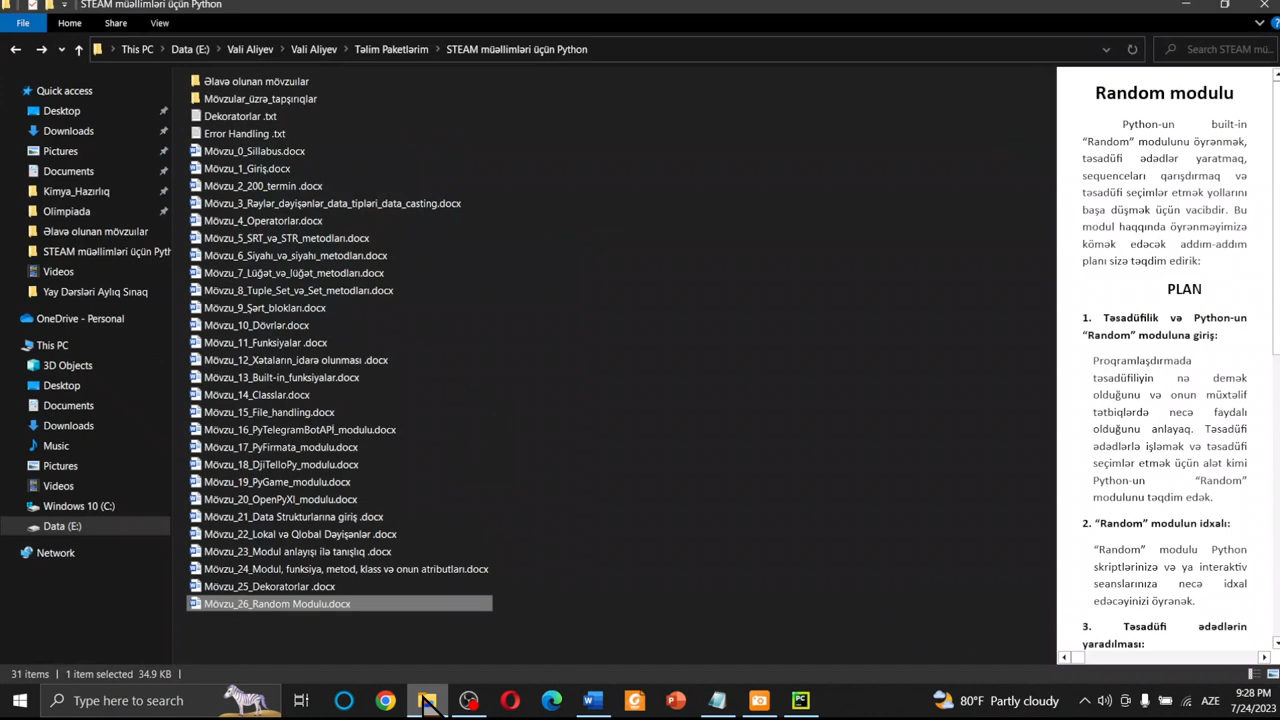 STEAM müəllimləri üçün Python
File
Home
Share
View
This PC
Data (E:)
Vali Aliyev
Vali Aliyev
Təlim Paketlərim
STEAM müəllimləri üçün Python
Search STEAM mü...
Quick access
Desktop
Downloads
Pictures
Documents
Kimya_Hazırlıq
Olimpiada
Əlavə olunan mövzular
STEAM müəllimləri üçün Pyth
Videos
Yay Dərsləri Aylıq Sınaq
OneDrive - Personal
This PC
3D Objects
Desktop
Documents
Downloads
Music
Pictures
Videos
Windows 10 (C:)
Data (E:)
Network
Əlavə olunan mövzular
Mövzular_üzrə_tapşırıqlar
Dekoratorlar .txt
Error Handling .txt
Mövzu_0_Sillabus.docx
Mövzu_1_Giriş.docx
Mövzu_2_200_termin .docx
Mövzu_3_Rəylər_dəyişənlər_data_tipləri_data_casting.docx
Mövzu_4_Operatorlar.docx
Mövzu_5_SRT_və_STR_metodları.docx
Mövzu_6_Siyahı_və_siyahı_metodları.docx
Mövzu_7_Lüğət_və_lüğət_metodları.docx
Mövzu_8_Tuple_Set_və_Set_metodları.docx
Mövzu_9_Şərt_blokları.docx
Mövzu_10_Dövrlər.docx
Mövzu_11_Funksiyalar .docx
Mövzu_12_Xətaların_idarə olunması .docx
Mövzu_13_Built-in_funksiyalar.docx
Mövzu_14_Classlar.docx
Mövzu_15_File_handling.docx
Mövzu_16_PyTelegramBotAPİ_modulu.docx
Mövzu_17_PyFirmata_modulu.docx
Mövzu_18_DjiTelloPy_modulu.docx
Mövzu_19_PyGame_modulu.docx
Mövzu_20_OpenPyXl_modulu.docx
Mövzu_21_Data Strukturlarına giriş .docx
Mövzu_22_Lokal və Qlobal Dəyişənlər .docx
Mövzu_23_Modul anlayışı ilə tanışlıq .docx
Mövzu_24_Modul, funksiya, metod, klass və onun atributları.docx
Mövzu_25_Dekoratorlar .docx
Mövzu_26_Random Modulu.docx
Random modulu
Python-un built-in
“Random” modulunu öyrənmək,
təsadüfi ədədlər yaratmaq,
sequenceları qarışdırmaq və
təsadüfi seçimlər etmək yollarını
başa düşmək üçün vacibdir. Bu
modul haqqında öyrənməyimizə
kömək edəcək addım-addım
planı sizə təqdim edirik:
PLAN
1. Təsadüfilik və Python-un
“Random” moduluna giriş:
Proqramlaşdırmada
təsadüfiliyin nə demək
olduğunu və onun müxtəlif
tətbiqlərdə necə faydalı
olduğunu anlayaq. Təsadüfi
ədədlərlə işləmək və təsadüfi
seçimlər etmək üçün alət kimi
Python-un “Random”
modulunu təqdim edək.
2. “Random” modulun idxalı:
“Random” modulu Python
skriptlərinizə və ya interaktiv
seanslarınıza necə idxal
edəcəyinizi öyrənək.
3. Təsadüfi ədədlərin
yaradılması:
31 items
1 item selected 34.9 KB
Type here to search
80°F Partly cloudy
AZE
9:28 PM
7/24/2023